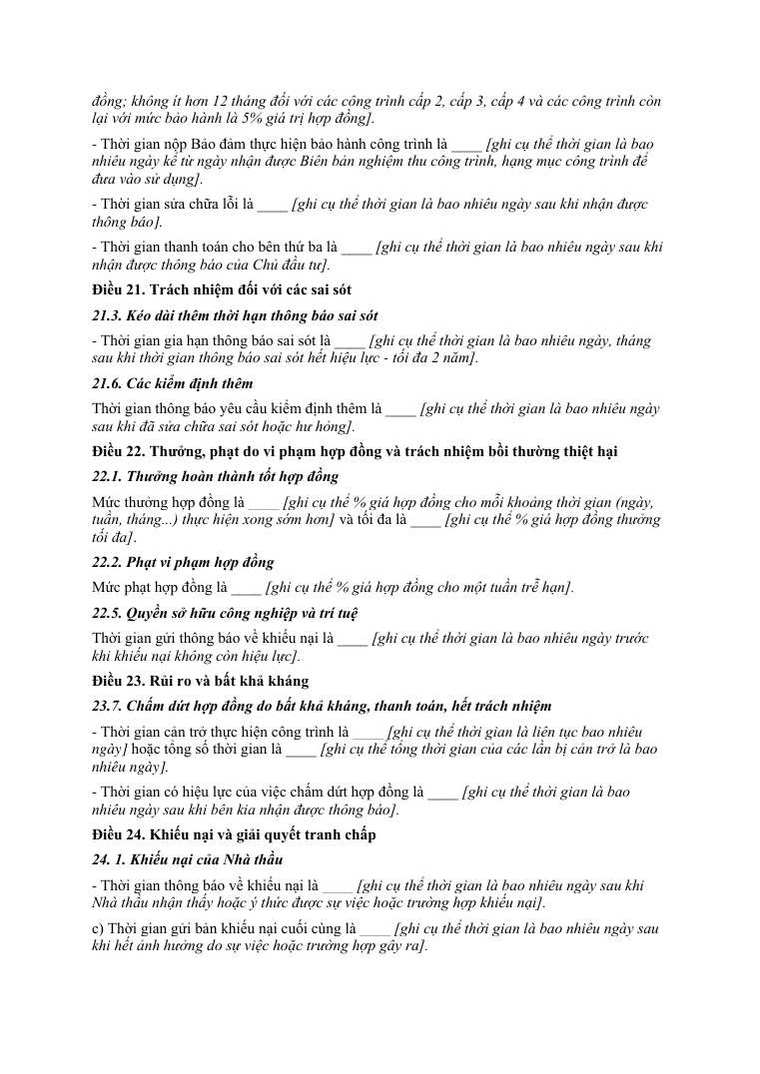 đồng; không ít hơn 12 tháng đối với các công trình cấp 2, cấp 3, cấp 4 và các công trình còn
lại với mức bảo hành là 5% giá trị hợp đồng].
- Thời gian nộp Bảo đảm thực hiện bảo hành công trình là ____ [ghi cụ thể thời gian là bao
nhiêu ngày kể từ ngày nhận được Biên bản nghiệm thu công trình, hạng mục công trình để
đưa vào sử dụng].
- Thời gian sửa chữa lỗi là ____ [ghi cụ thể thời gian là bao nhiêu ngày sau khi nhận được
thông báo].
- Thời gian thanh toán cho bên thứ ba là ____ [ghi cụ thể thời gian là bao nhiêu ngày sau khi
nhận được thông báo của Chủ đầu tư].
Điều 21. Trách nhiệm đối với các sai sót
21.3. Kéo dài thêm thời hạn thông báo sai sót
- Thời gian gia hạn thông báo sai sót là ____ [ghi cụ thể thời gian là bao nhiêu ngày, tháng
sau khi thời gian thông báo sai sót hết hiệu lực - tối đa 2 năm].
21.6. Các kiểm định thêm
Thời gian thông báo yêu cầu kiểm định thêm là ____ [ghi cụ thể thời gian là bao nhiêu ngày
sau khi đã sửa chữa sai sót hoặc hư hỏng].
Điều 22. Thưởng, phạt do vi phạm hợp đồng và trách nhiệm bồi thường thiệt hại
22.1. Thưởng hoàn thành tốt hợp đồng
Mức thưởng hợp đồng là ____ [ghi cụ thể % giá hợp đồng cho mỗi khoảng thời gian (ngày,
tuần, tháng...) thực hiện xong sớm hơn] và tối đa là ____ [ghi cụ thể % giá hợp đồng thưởng
tối đa].
22.2. Phạt vi phạm hợp đồng
Mức phạt hợp đồng là ____ [ghi cụ thể % giá hợp đồng cho một tuần trễ hạn].
22.5. Quyền sở hữu công nghiệp và trí tuệ
Thời gian gửi thông báo về khiếu nại là ____ [ghi cụ thể thời gian là bao nhiêu ngày trước
khi khiếu nại không còn hiệu lực].
Điều 23. Rủi ro và bất khả kháng
23.7. Chấm dứt hợp đồng do bất khả kháng, thanh toán, hết trách nhiệm
- Thời gian cản trở thực hiện công trình là ____ [ghi cụ thể thời gian là liên tục bao nhiêu
ngày] hoặc tổng số thời gian là ____ [ghi cụ thể tổng thời gian của các lần bị cản trở là bao
nhiêu ngày].
- Thời gian có hiệu lực của việc chấm dứt hợp đồng là ____ [ghi cụ thể thời gian là bao
nhiêu ngày sau khi bên kia nhận được thông báo].
Điều 24. Khiếu nại và giải quyết tranh chấp
24. 1. Khiếu nại của Nhà thầu
- Thời gian thông báo về khiếu nại là ____ [ghi cụ thể thời gian là bao nhiêu ngày sau khi
Nhà thầu nhận thấy hoặc ý thức được sự việc hoặc trường hợp khiếu nại].
c) Thời gian gửi bản khiếu nại cuối cùng là ____ [ghi cụ thể thời gian là bao nhiêu ngày sau
khi hết ảnh hưởng do sự việc hoặc trường hợp gây ra].